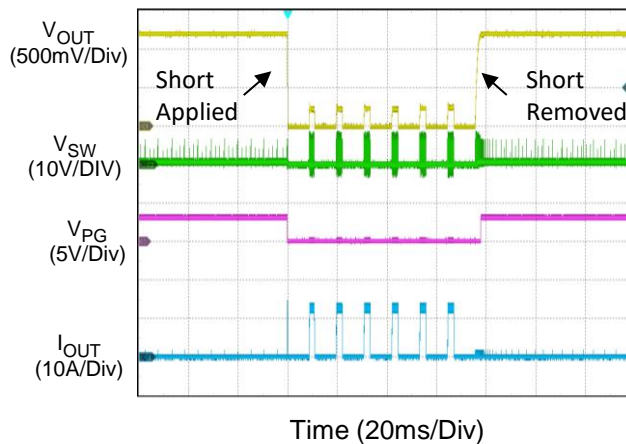 V_OUT
(500mV/Div)
Short
Applied
Short
Removed
V_SW
(10V/DIV)
V_PG
(5V/Div)
I_OUT
(10A/Div)
Time (20ms/Div)